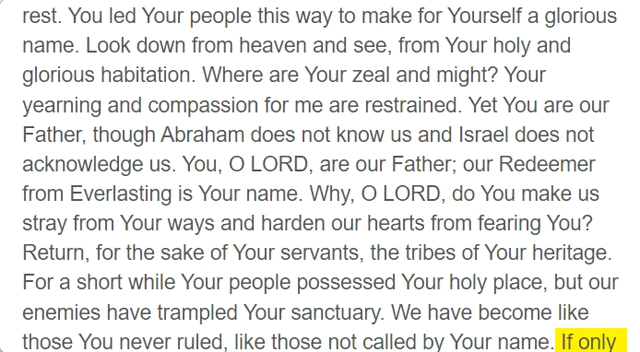 rest. You led Your people this way to make for Yourself a glorious
name. Look down from heaven and see, from Your holy and
glorious habitation. Where are Your zeal and might? Your
yearning and compassion for me are restrained. Yet You are our
Father, though Abraham does not know us and Israel does not
acknowledge us. You, O LORD, are our Father; our Redeemer
from Everlasting is Your name. Why, O LORD, do You make us
stray from Your ways and harden our hearts from fearing You?
Return, for the sake of Your servants, the tribes of Your heritage.
For a short while Your people possessed Your holy place, but our
enemies have trampled Your sanctuary. We have become like
those You never ruled, like those not called by Your name. If only